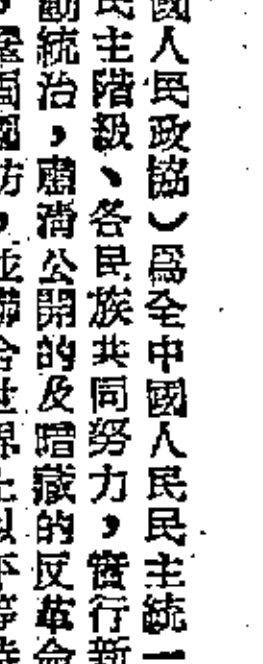 國人民政協）爲全中國人民民主統一
民主階級、各民族共同努力，實行新
動統治，肅清公開的及暗藏的反革命
國防，並聯合世界上以平等待